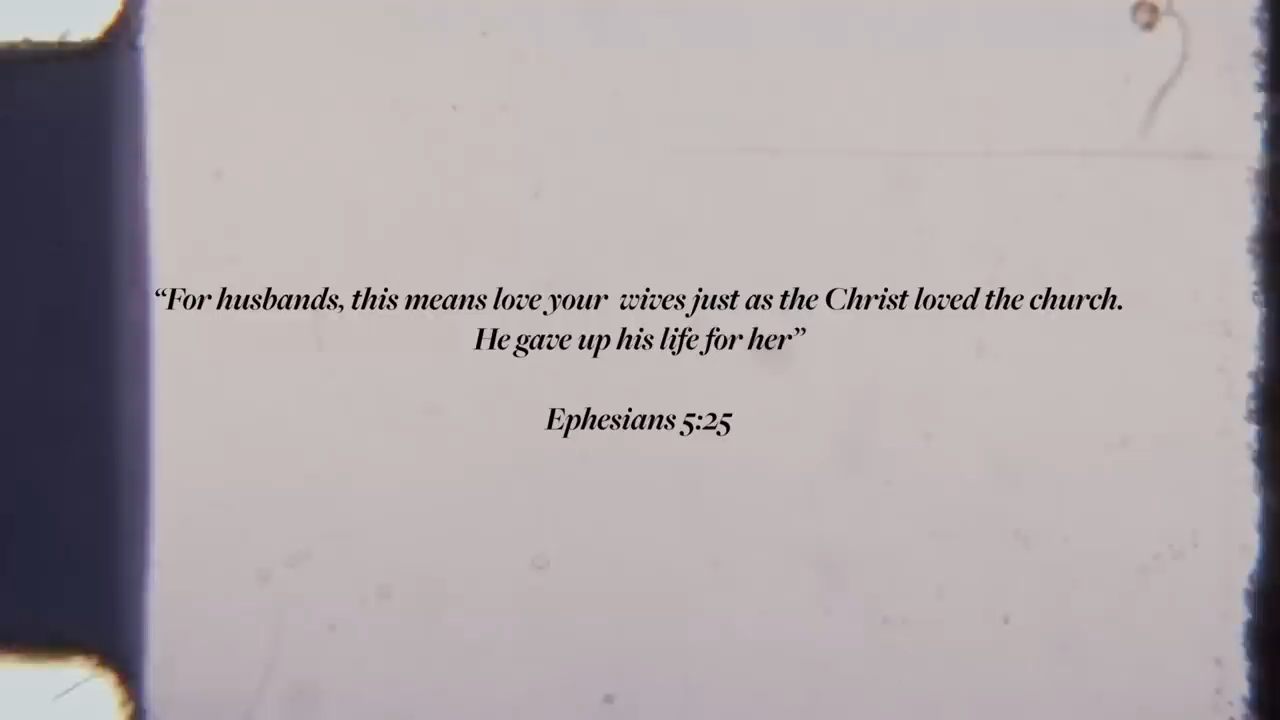 “For husbands, this means love your  wives just as the Christ loved the church.
He gave up his life for her”
Ephesians 5:25